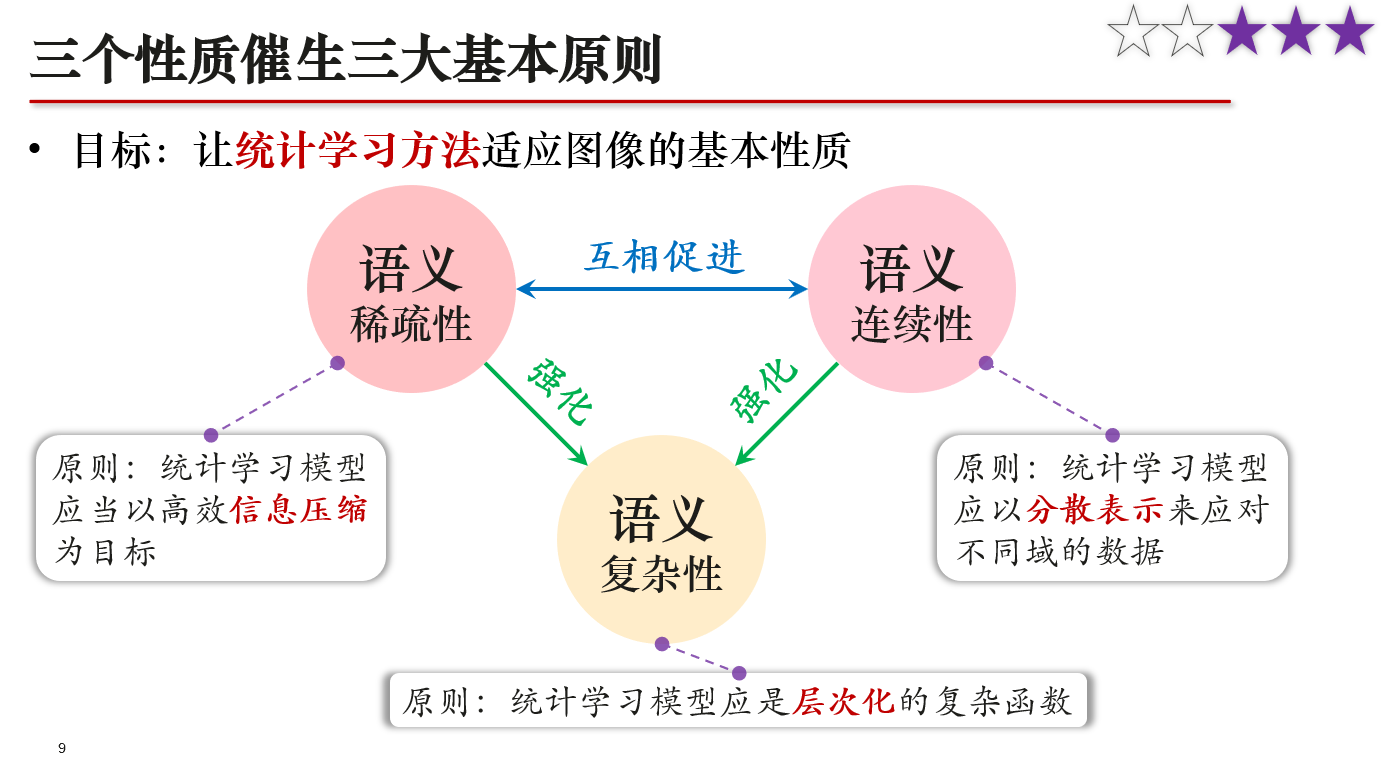 三个性质催生三大基本原则
• 目标：让统计学习方法适应图像的基本性质
语义
稀疏性
互相促进
语义
连续性
强化
强化
原则：统计学习模型
应当以高效信息压缩
为目标
原则：统计学习模型
应以分散表示来应对
不同域的数据
语义
复杂性
原则：统计学习模型应是层次化的复杂函数
9